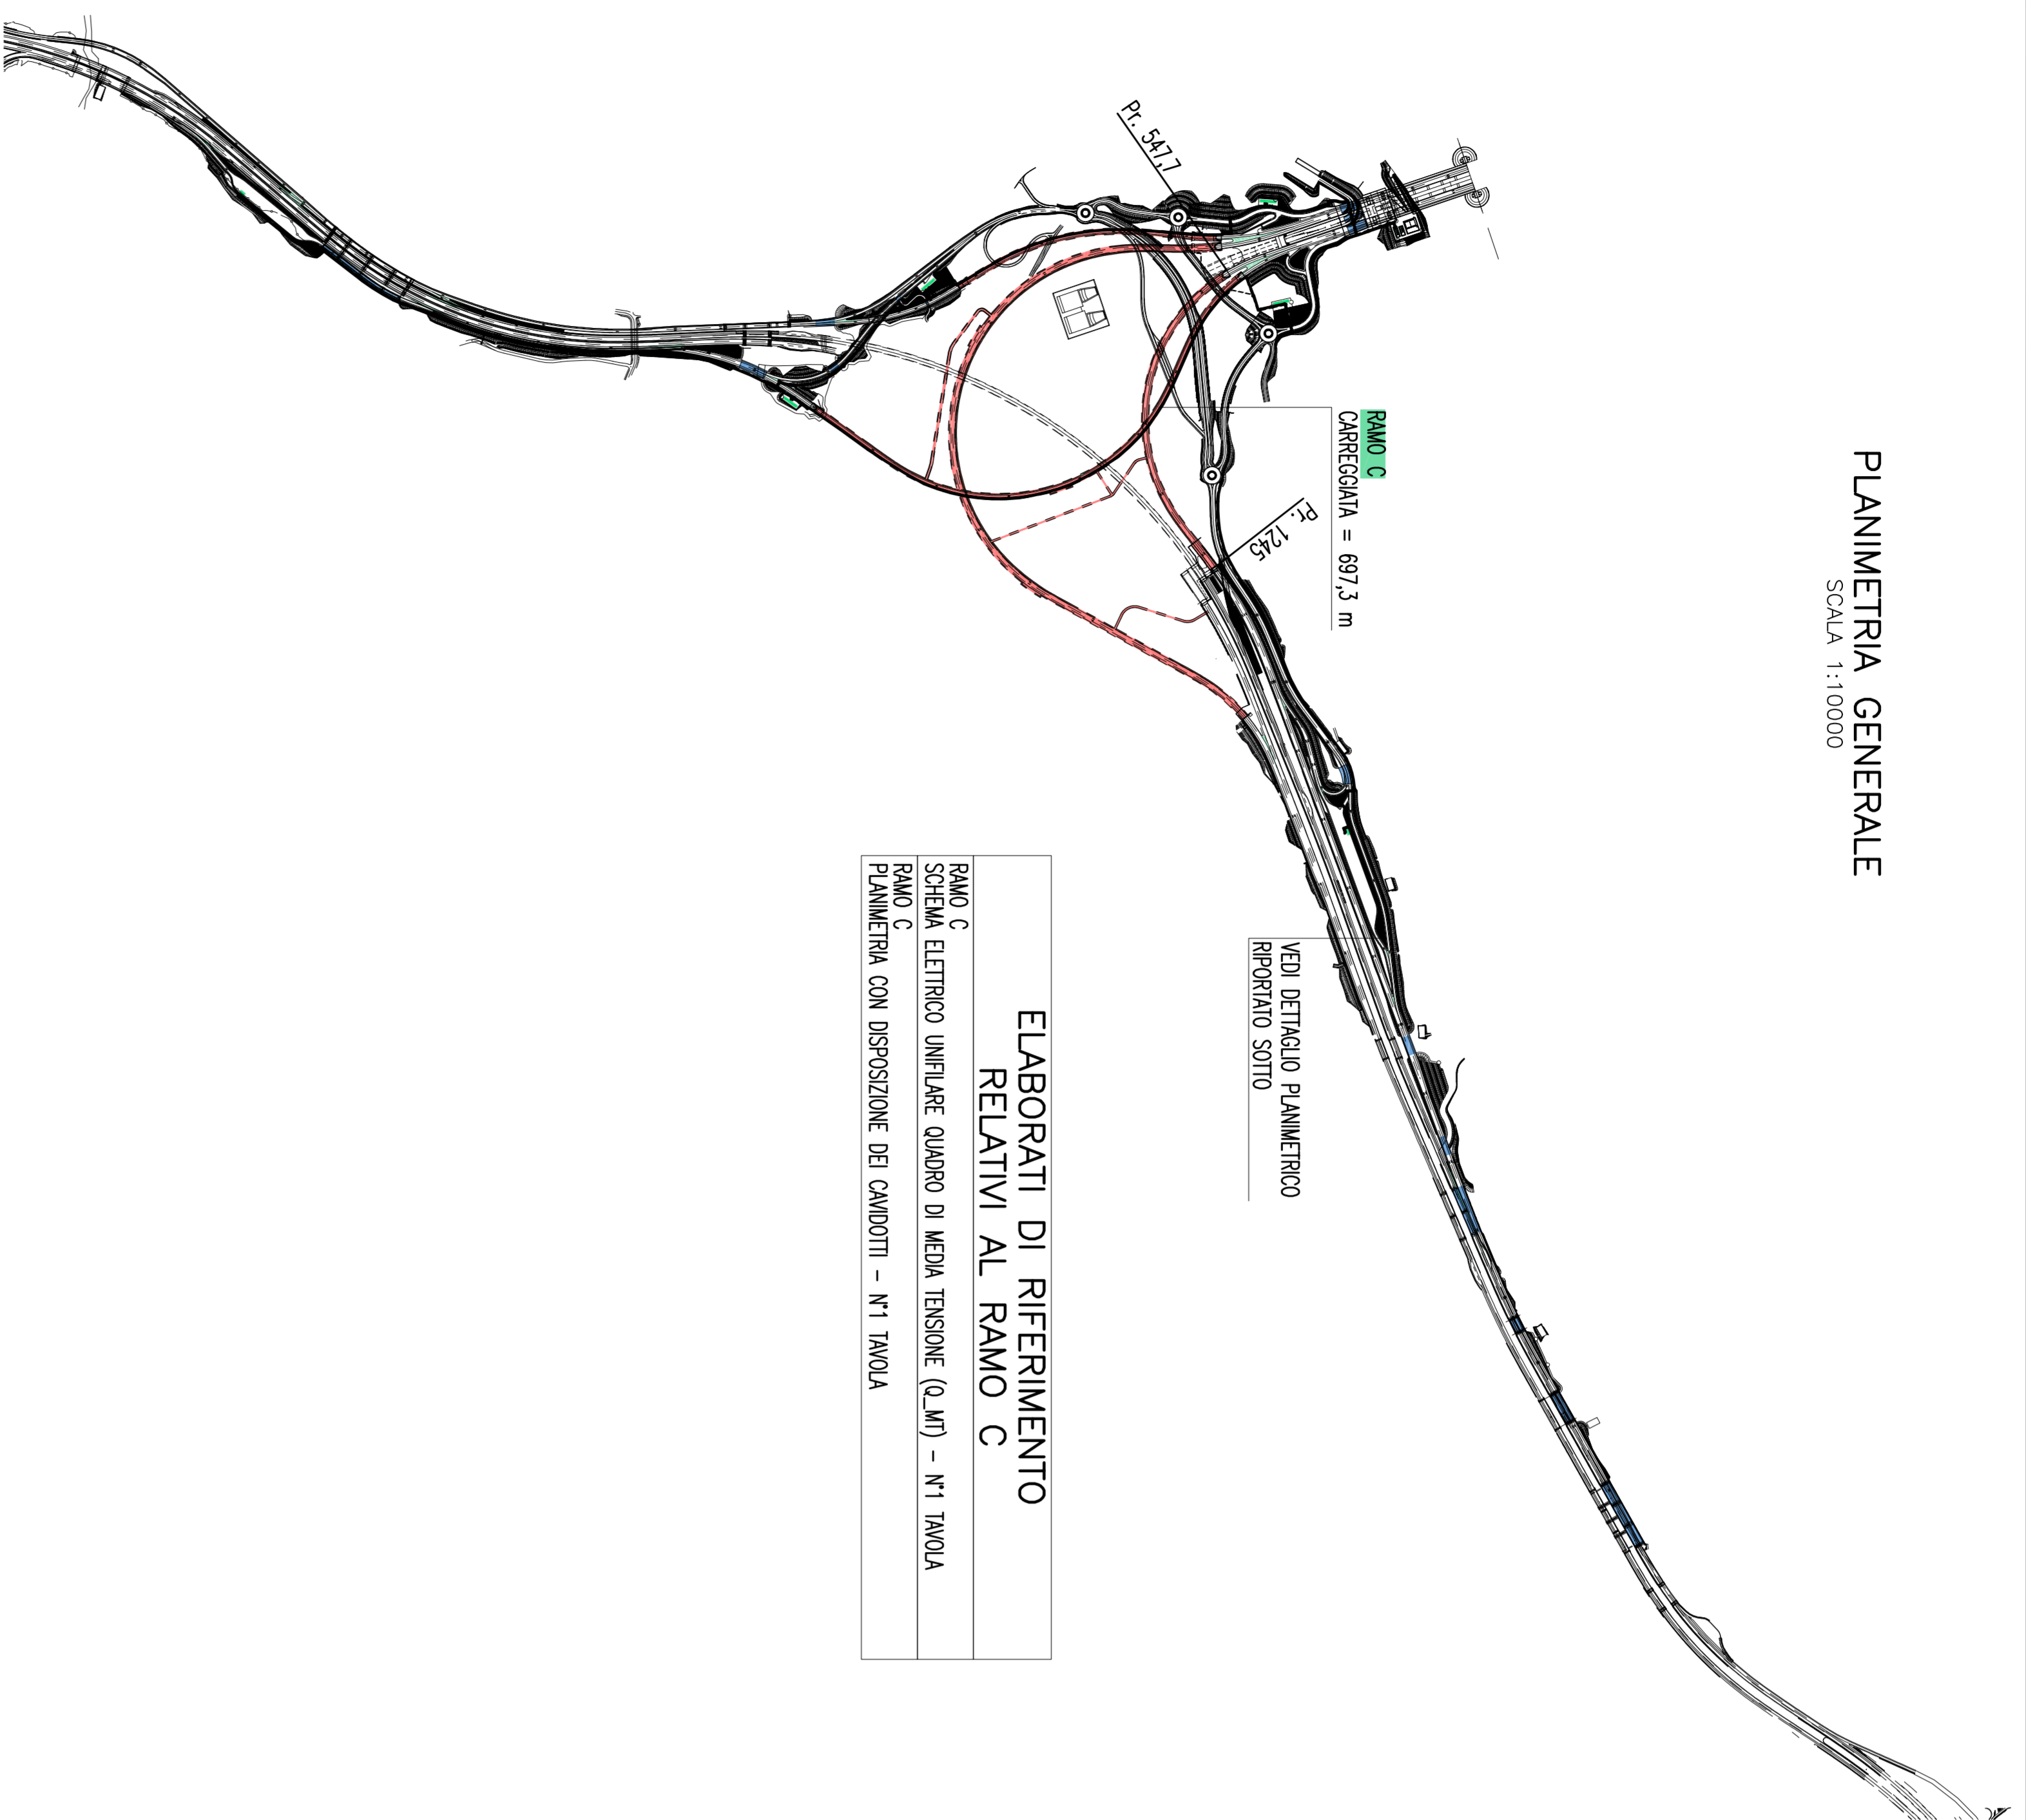 PLANIMETRIA GENERALE
SCALA 1:10000
Pr. 547,7
RAMO C
CARREGGIATA = 697,3 m
Pr. 1245
VEDI DETTAGLIO PLANIMETRICO
RIPORTATO SOTTO
ELABORATI DI RIFERIMENTO
RELATIVI AL RAMO C
RAMO C
SCHEMA ELETTRICO UNIFILARE QUADRO DI MEDIA TENSIONE (Q_MT) - N°1 TAVOLA
RAMO C
PLANIMETRIA CON DISPOSIZIONE DEI CAVIDOTTI - N°1 TAVOLA